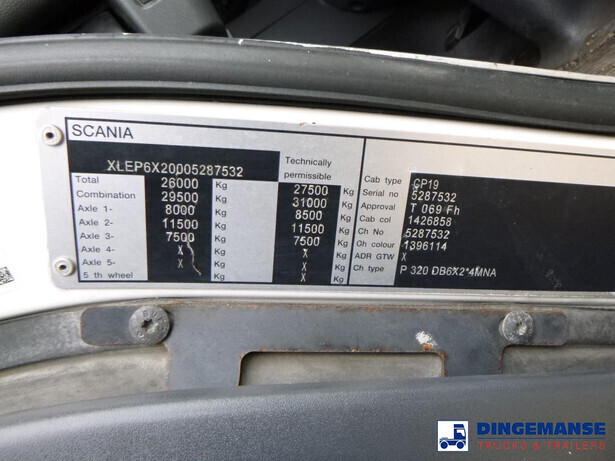 SCANIA
XLEP6X20005287532
Technically
permissible
Total 26000 Kg 27500 Kg
Combination 29500 Kg 31000 Kg
Axle 1- 8000 Kg 8500 Kg
Axle 2- 11500 Kg 11500 Kg
Axle 3- 7500 Kg 7500 Kg
Axle 4- X Kg X Kg
Axle 5- X Kg X Kg
5 th wheel X Kg X Kg
Cab type CP19
Serial no 5287532
Approval T 069 Fh
Cab col 1426858
Ch No 5287532
Ch colour 1396114
ADR GTW X
Ch type P 320 DB6X2*4MNA
DINGEMANSE
TRUCKS & TRAILERS